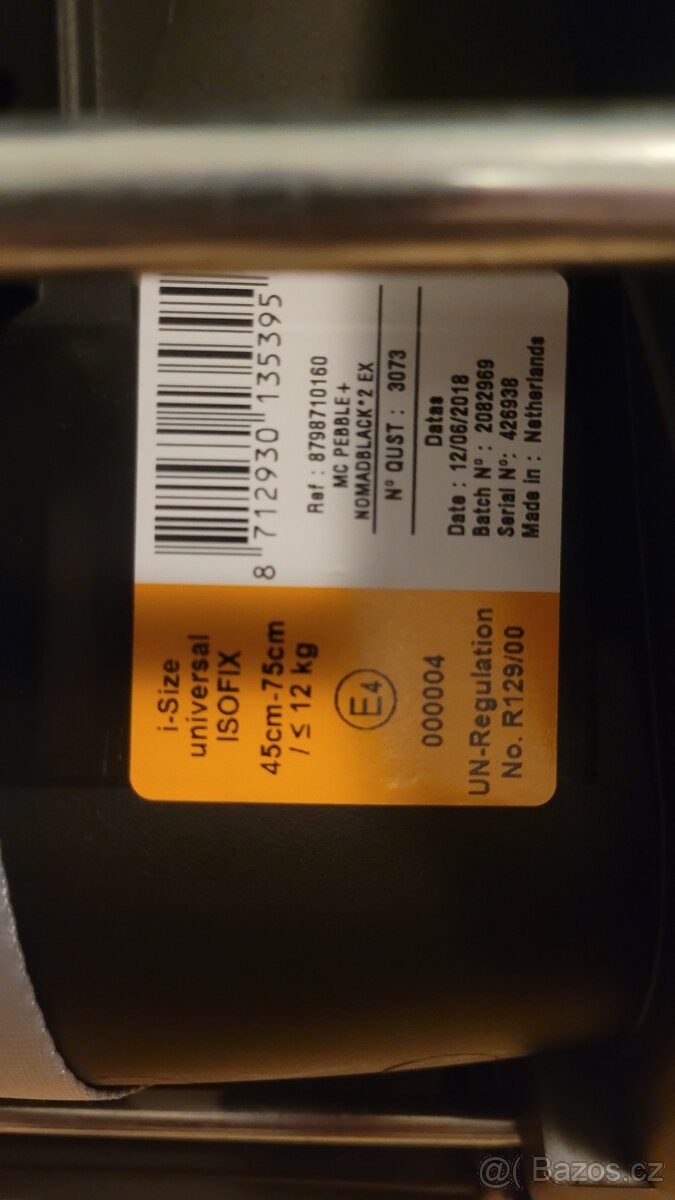 i-Size
universal
ISOFIX
45cm-75cm
/ ≤ 12 kg
E4
000004
UN-Regulation
No. R129/00
8 712930 135395
Ref : 8798710160
MC PEBBLE+
NOMADBLACK*2 EX
N° QUST : 3073
Datas
Date : 12/06/2018
Batch N° : 2082969
Serial N°: 426938
Made in : Netherlands
@( Bazos.cz